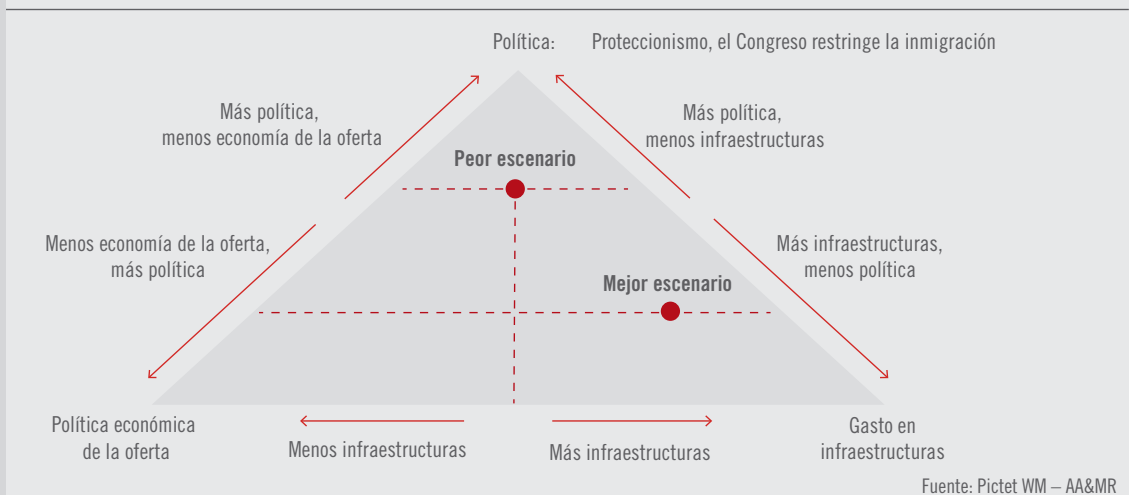 Política: Proteccionismo, el Congreso restringe la inmigración
Más política,
menos economía de la oferta
Más política,
menos infraestructuras
Peor escenario
Menos economía de la oferta,
más política
Más infraestructuras,
menos política
Mejor escenario
Política económica
de la oferta
Menos infraestructuras
Más infraestructuras
Gasto en
infraestructuras
Fuente: Pictet WM – AA&MR